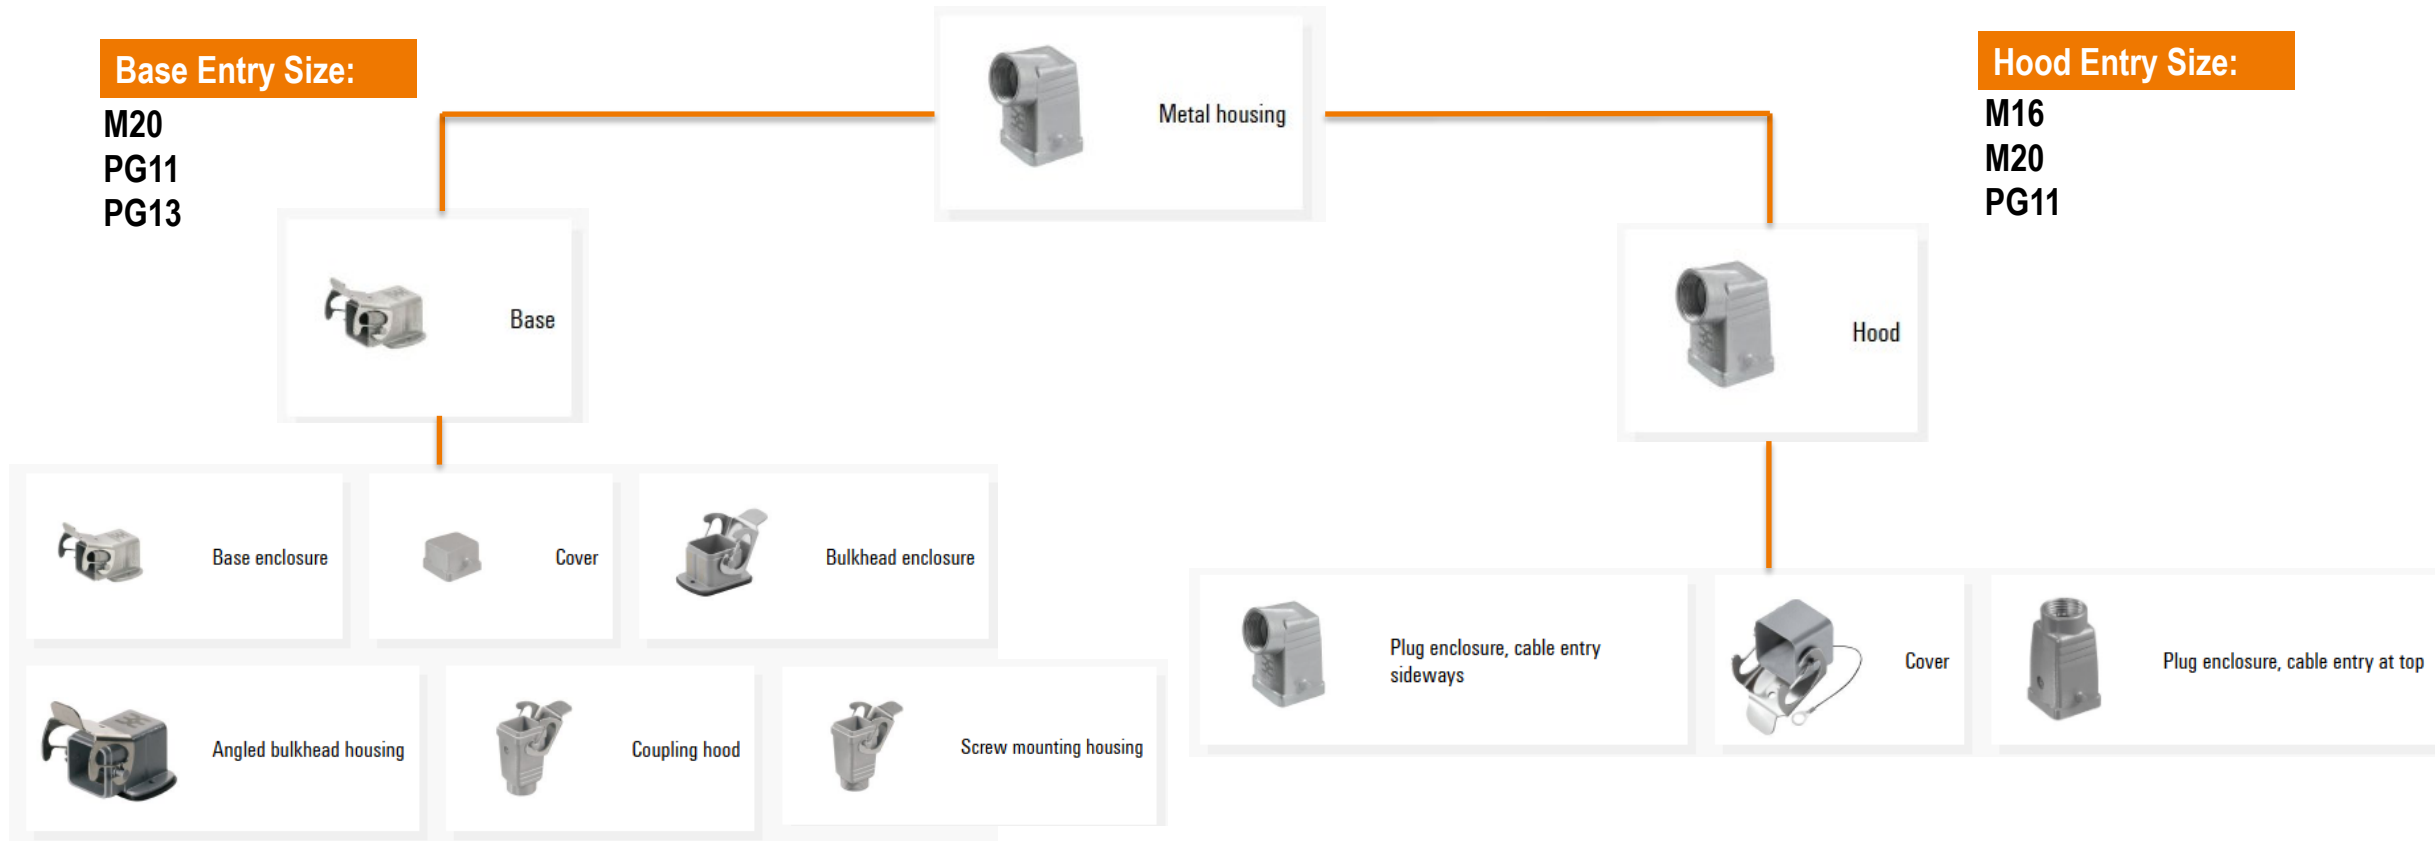 Base Entry Size:
M20
PG11
PG13
Metal housing
Hood Entry Size:
M16
M20
PG11
Base
Hood
Base enclosure
Cover
Bulkhead enclosure
Angled bulkhead housing
Coupling hood
Screw mounting housing
Plug enclosure, cable entry
sideways
Cover
Plug enclosure, cable entry at top